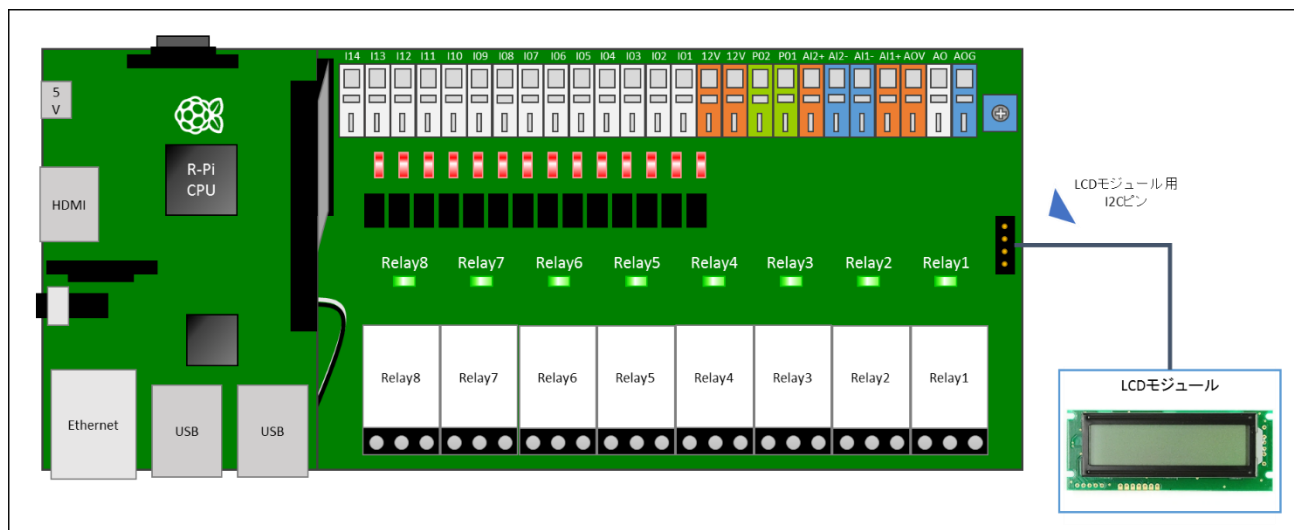 I14 I13 I12 I11 I10 I09 I08 I07 I06 I05 I04 I03 I02 I01 12V 12V P02 P01 AI2+ AI2- AI1- AI1+ AOV AO AOG
5
V
R-Pi
CPU
HDMI
LCDモジュール用
I2Cピン
Relay8 Relay7 Relay6 Relay5 Relay4 Relay3 Relay2 Relay1
Relay8 Relay7 Relay6 Relay5 Relay4 Relay3 Relay2 Relay1
Ethernet
USB
USB
LCDモジュール